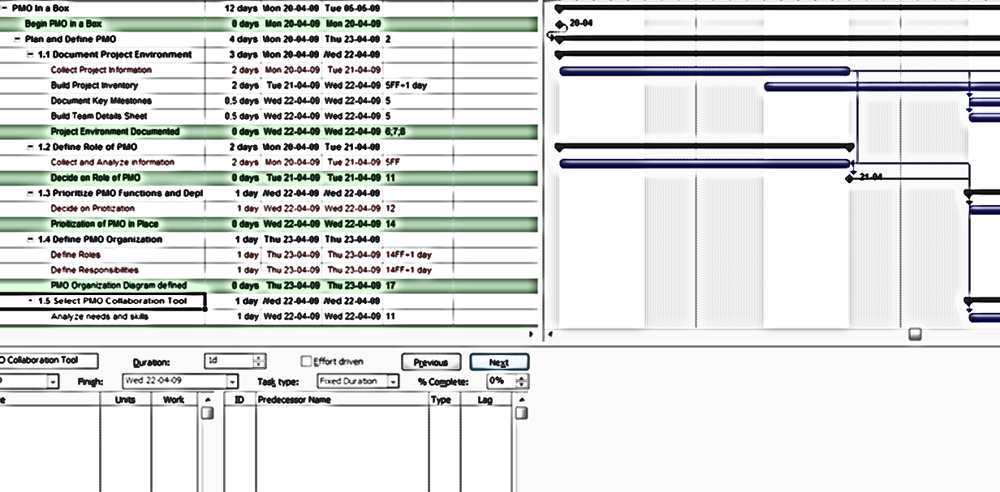 PMO In a Box 12 days Mon 20-04-09 Tue 05-05-09
Begin PMO in a Box 0 days Mon 20-04-09 Mon 20-04-09 20-04
Plan and Define PMO 4 days Mon 20-04-09 Thu 23-04-09 2
1.1 Document Project Environment 3 days Mon 20-04-09 Wed 22-04-09
Collect Project Information 2 days Mon 20-04-09 Tue 21-04-09
Build Project Inventory 2 days Tue 21-04-09 Wed 22-04-09 5FF+1 day
Document Key Milestones 0.5 days Wed 22-04-09 Wed 22-04-09 5
Build Team Details Sheet 0.5 days Wed 22-04-09 Wed 22-04-09 5
Project Environment Documented 0 days Wed 22-04-09 Wed 22-04-09 6;7;8
1.2 Define Role of PMO 2 days Mon 20-04-09 Tue 21-04-09
Collect and Analyze information 2 days Mon 20-04-09 Tue 21-04-09 5FF
Decide on Role of PMO 0 days Tue 21-04-09 Tue 21-04-09 11 21-04
1.3 Prioritize PMO Functions and Depl 1 day Wed 22-04-09 Wed 22-04-09
Decide on Priotization 1 day Wed 22-04-09 Wed 22-04-09 12
Prioitization of PMO in Place 0 days Wed 22-04-09 Wed 22-04-09 14
1.4 Define PMO Organization 1 day Thu 23-04-09 Thu 23-04-09
Define Roles 1 day Thu 23-04-09 Thu 23-04-09 14FF+1 day
Define Responsibilities 1 day Thu 23-04-09 Thu 23-04-09 14FF+1 day
PMO Organization Diagram defined 0 days Thu 23-04-09 Thu 23-04-09 17
1.5 Select PMO Collaboration Tool 1 day Wed 22-04-09 Wed 22-04-09
Analyze needs and skills 1 day Wed 22-04-09 Wed 22-04-09 11
O Collaboration Tool Duration: 1d Effort driven Previous Next
9 Finish: Wed 22-04-09 Task type: Fixed Duration % Complete: 0%
e Units Work ID Predecessor Name Type Lag